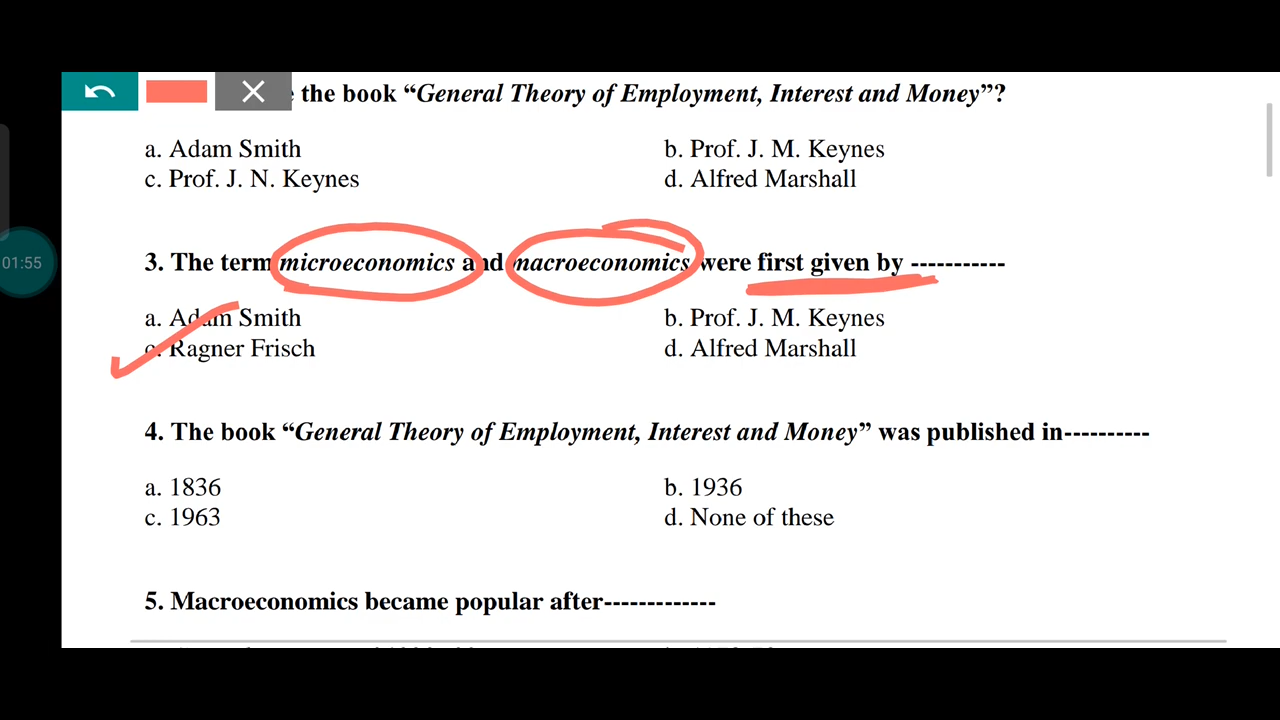 the book “General Theory of Employment, Interest and Money”?
a. Adam Smith b. Prof. J. M. Keynes
c. Prof. J. N. Keynes d. Alfred Marshall
3. The term microeconomics and macroeconomics were first given by -----------
a. Adam Smith b. Prof. J. M. Keynes
c. Ragner Frisch d. Alfred Marshall
01:55
4. The book “General Theory of Employment, Interest and Money” was published in----------
a. 1836 b. 1936
c. 1963 d. None of these
5. Macroeconomics became popular after-------------